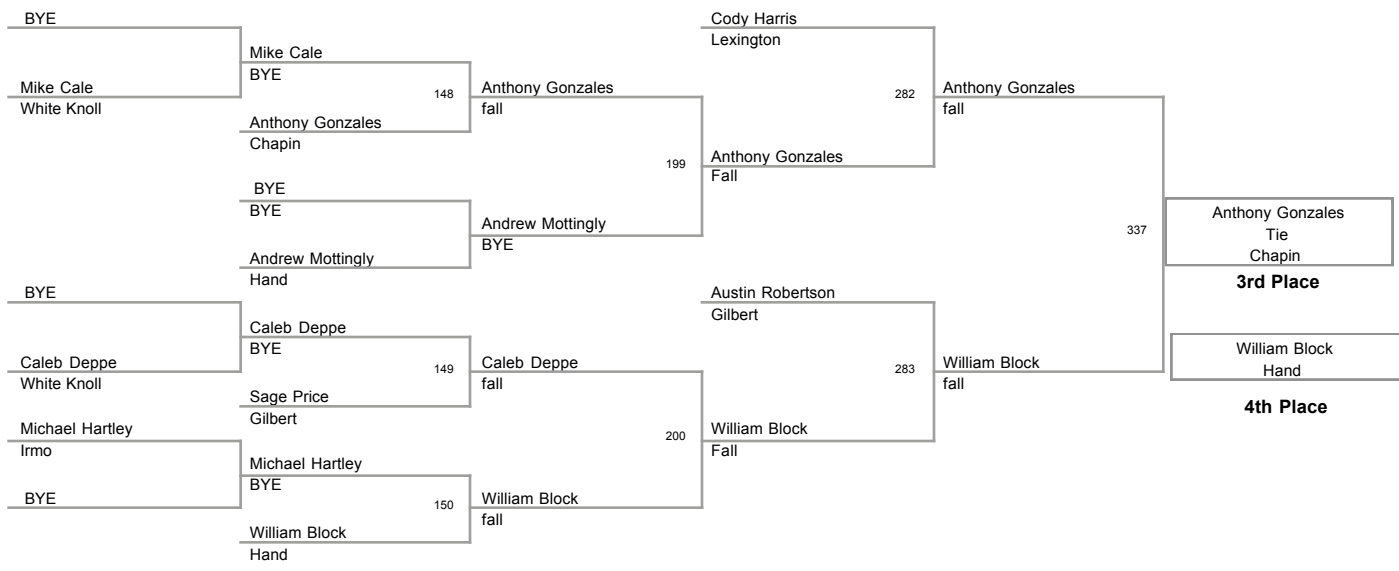 BYE
Cody Harris
Lexington
Mike Cale
BYE
Mike Cale
White Knoll
148
Anthony Gonzales
fall
282
Anthony Gonzales
fall
Anthony Gonzales
Chapin
199
Anthony Gonzales
Fall
BYE
BYE
Andrew Mottingly
BYE
337
Anthony Gonzales
Tie
Chapin
3rd Place
Andrew Mottingly
Hand
BYE
Austin Robertson
Gilbert
Caleb Deppe
BYE
William Block
Hand
4th Place
Caleb Deppe
White Knoll
149
Caleb Deppe
fall
283
William Block
fall
Sage Price
Gilbert
Michael Hartley
Irmo
200
William Block
Fall
Michael Hartley
BYE
BYE
150
William Block
fall
William Block
Hand